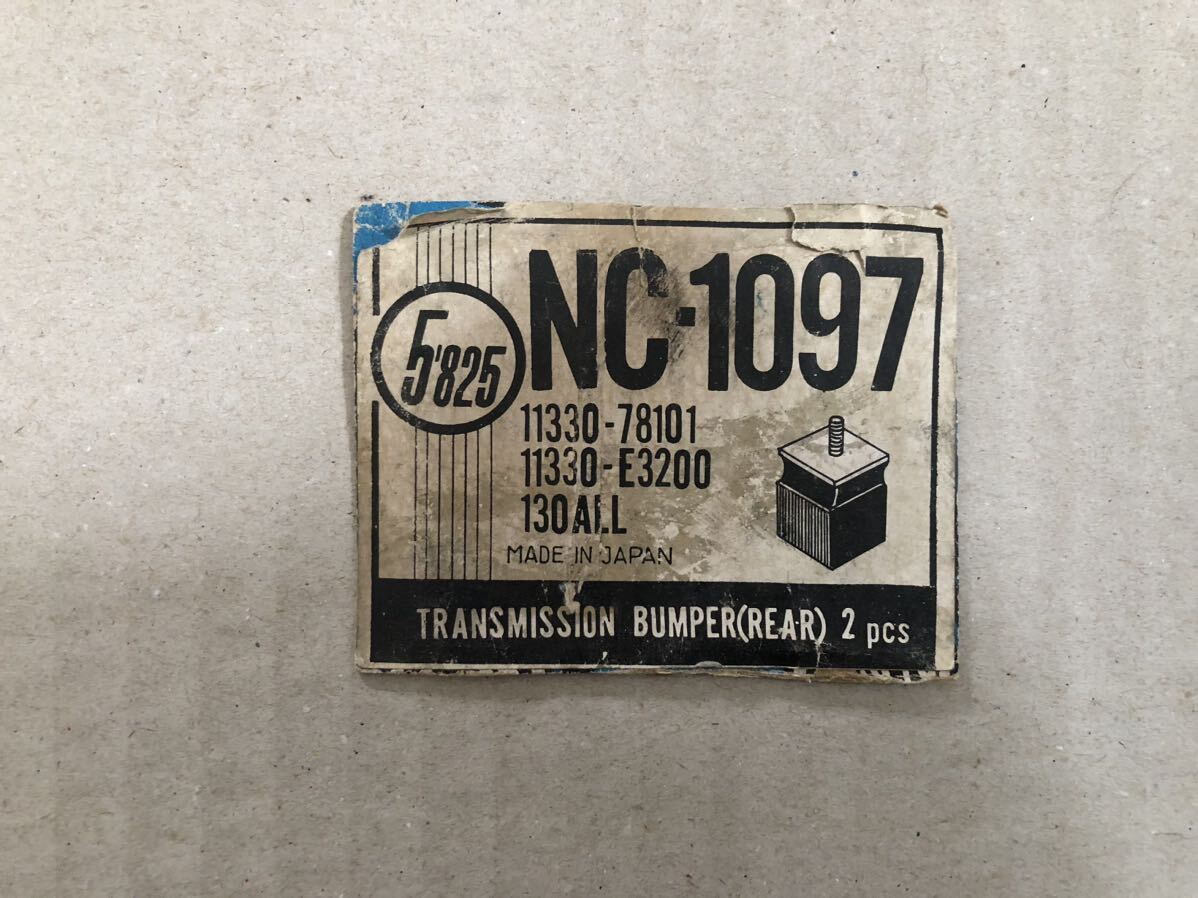 NC-1097
5'825
11330-78101
11330-E3200
130ALL
MADE IN JAPAN
TRANSMISSION BUMPER(REAR) 2 pcs